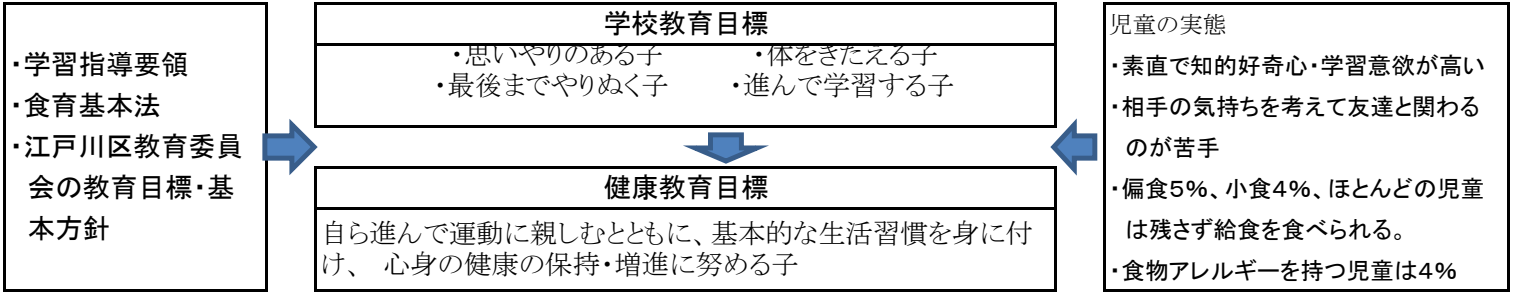 ・学習指導要領
・食育基本法
・江戸川区教育委員
会の教育目標・基
本方針
学校教育目標
・思いやりのある子　・体をきたえる子
・最後までやりぬく子　・進んで学習する子
健康教育目標
自ら進んで運動に親しむとともに、基本的な生活習慣を身に付
け、 心身の健康の保持・増進に努める子
児童の実態
・素直で知的好奇心・学習意欲が高い
・相手の気持ちを考えて友達と関わる
のが苦手
・偏食5%、小食4%、ほとんどの児童
は残さず給食を食べられる。
・食物アレルギーを持つ児童は4%